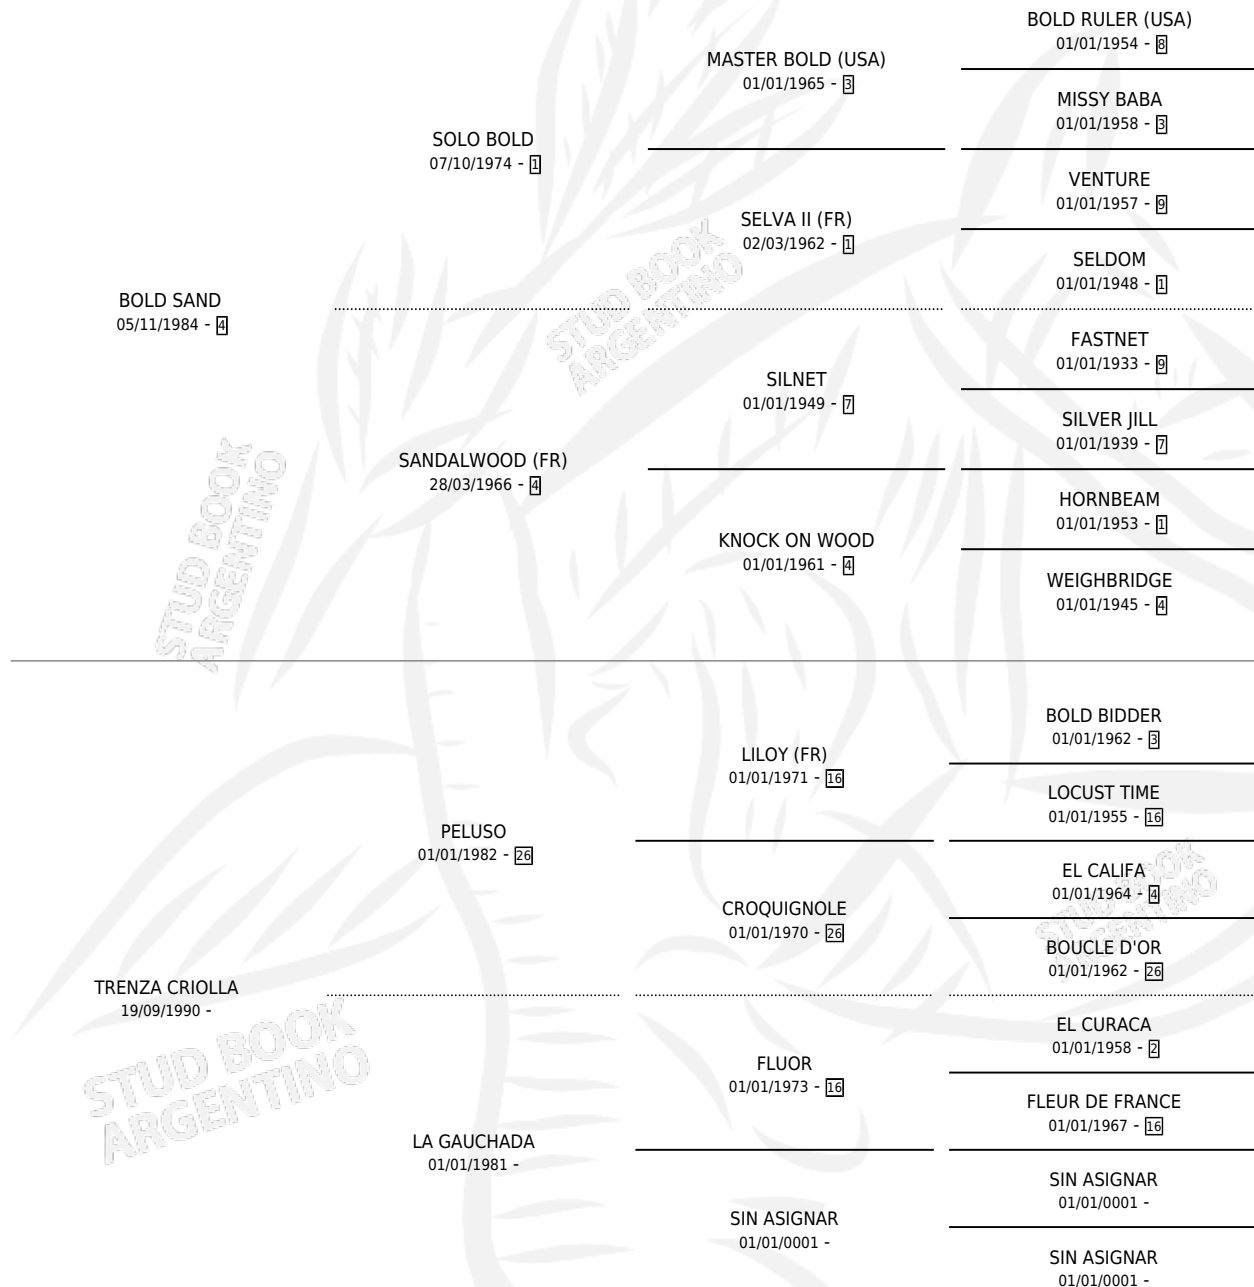 BOLD RULER (USA)
01/01/1954 - 8
MASTER BOLD (USA)
01/01/1965 - 3
MISSY BABA
01/01/1958 - 3
SOLO BOLD
07/10/1974 - 1
VENTURE
01/01/1957 - 9
SELVA II (FR)
02/03/1962 - 1
SELDOM
01/01/1948 - 1
BOLD SAND
05/11/1984 - 4
STUD BOOK
ARGENTINO
FASTNET
01/01/1933 - 9
SILNET
01/01/1949 - 7
SILVER JILL
01/01/1939 - 7
SANDALWOOD (FR)
28/03/1966 - 4
HORNBEAM
01/01/1953 - 1
KNOCK ON WOOD
01/01/1961 - 4
WEIGHBRIDGE
01/01/1945 - 4
STUD BOOK
ARGENTINO
BOLD BIDDER
01/01/1962 - 3
LILOY (FR)
01/01/1971 - 16
LOCUST TIME
01/01/1955 - 16
PELUSO
01/01/1982 - 26
EL CALIFA
01/01/1964 - 4
CROQUIGNOLE
01/01/1970 - 26
STUD BOOK
ARGENTINO
BOUCLE D'OR
01/01/1962 - 26
TRENZA CRIOLLA
19/09/1990 -
EL CURACA
01/01/1958 - 2
FLUOR
01/01/1973 - 16
FLEUR DE FRANCE
01/01/1967 - 16
STUD BOOK
ARGENTINO
LA GAUCHADA
01/01/1981 -
SIN ASIGNAR
01/01/0001 -
SIN ASIGNAR
01/01/0001 -
SIN ASIGNAR
01/01/0001 -